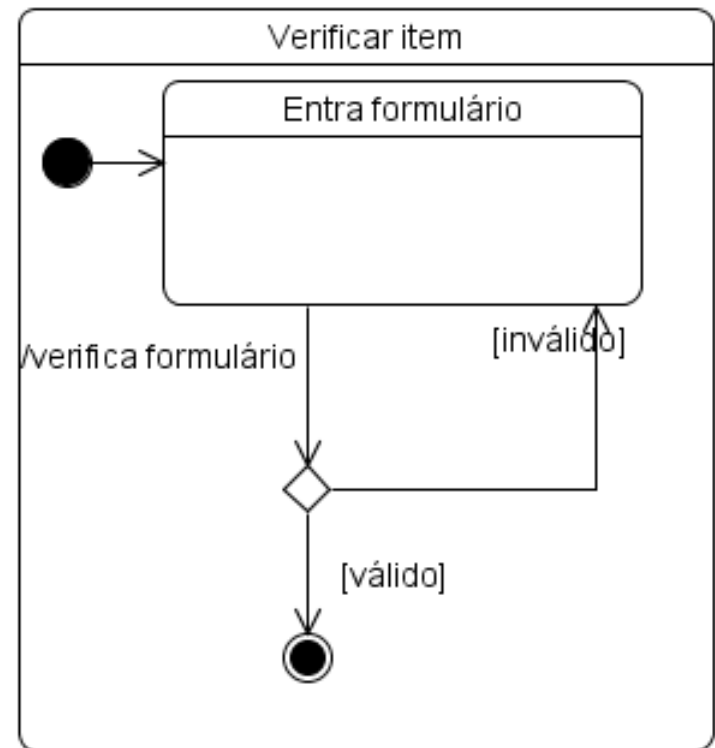 Verificar item
Entra formulário
[inválido]
/verifica formulário
[válido]